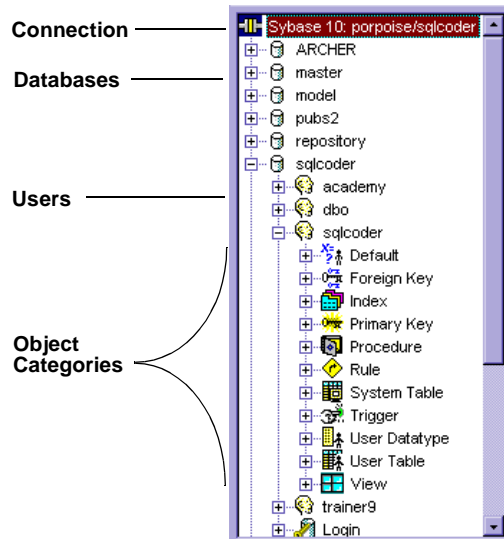 Connection
Sybase 10: porpoise/sqlcoder
ARCHER
Databases
master
model
pubs2
repository
sqlcoder
Users
academy
dbo
sqlcoder
Default
Foreign Key
Index
Primary Key
Object
Categories
Procedure
Rule
System Table
Trigger
User Datatype
User Table
View
trainer9
Login